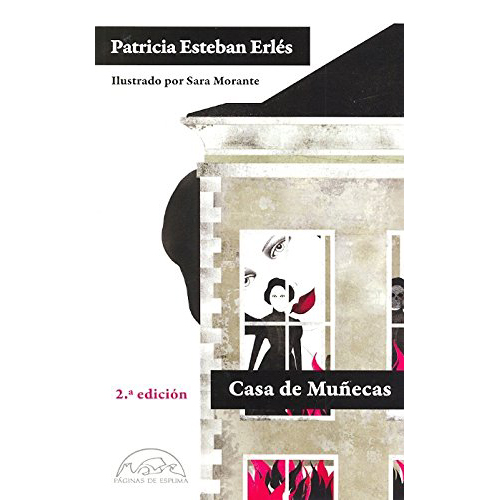 Patricia Esteban Erlés
Ilustrado por Sara Morante
2.ª edición
Casa de Muñecas
PÁGINAS DE ESPUMA